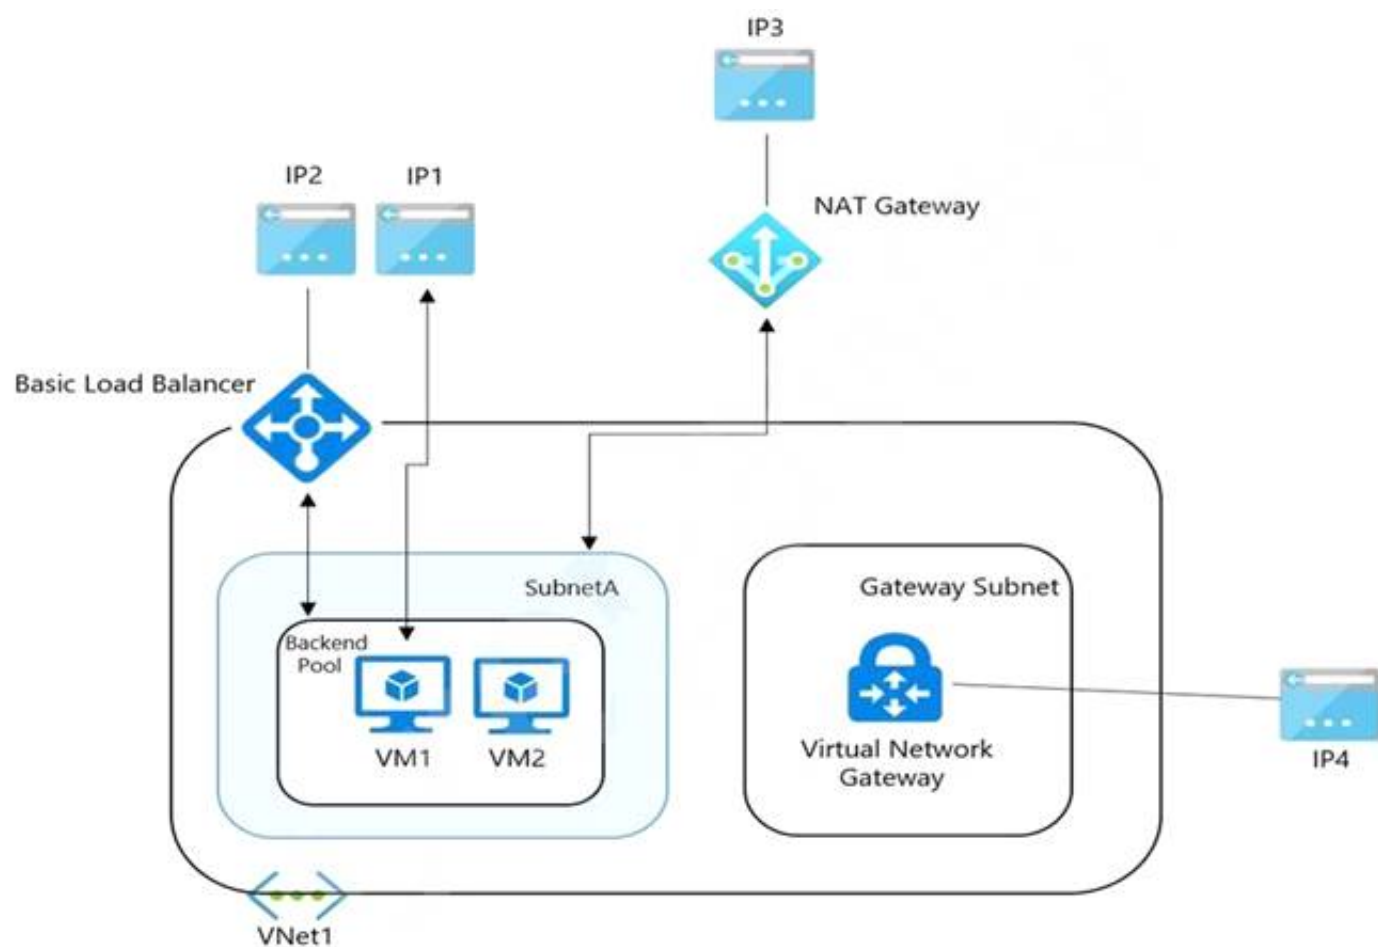 IP3
IP2
IP1
NAT Gateway
Basic Load Balancer
SubnetA
Gateway Subnet
Backend
Pool
VM1
VM2
Virtual Network
Gateway
IP4
VNet1